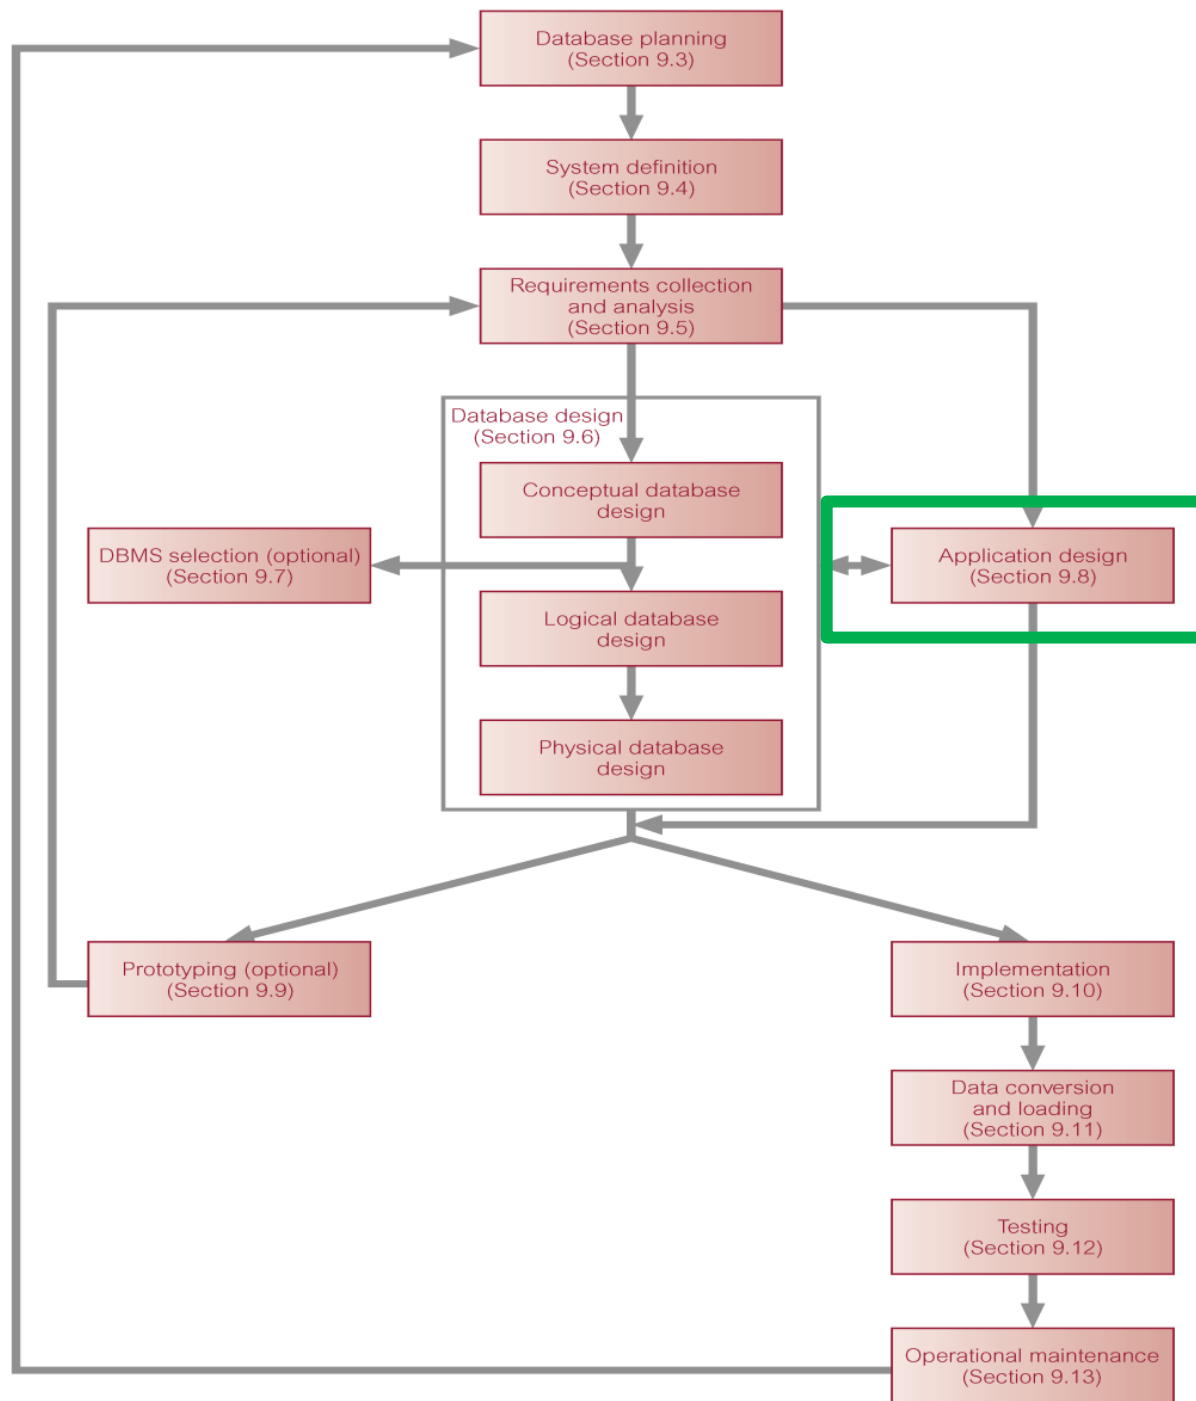 Database planning
(Section 9.3)
System definition
(Section 9.4)
Requirements collection
and analysis
(Section 9.5)
Database design
(Section 9.6)
Conceptual database
design
DBMS selection (optional)
(Section 9.7)
Application design
(Section 9.8)
Logical database
design
Physical database
design
Prototyping (optional)
(Section 9.9)
Implementation
(Section 9.10)
Data conversion
and loading
(Section 9.11)
Testing
(Section 9.12)
Operational maintenance
(Section 9.13)